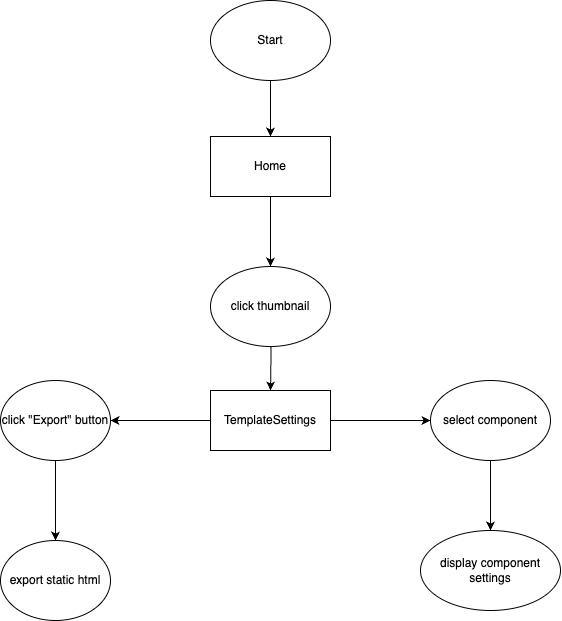 Start
Home
click thumbnail
click "Export" button
TemplateSettings
select component
export static html
display component
settings